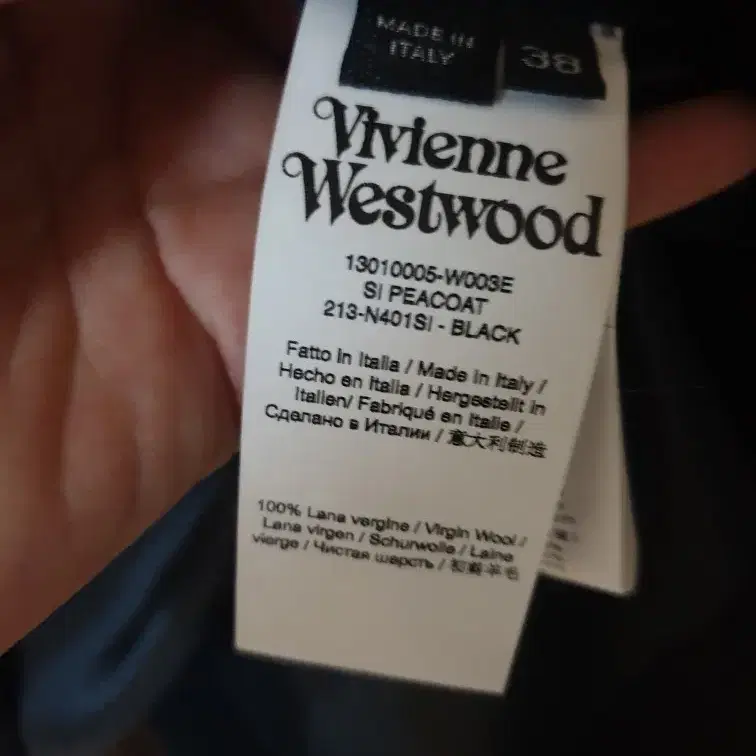 MADE IN
ITALY
38
Vivienne
Westwood
13010005-W003E
SI PEACOAT
213-N401SI - BLACK
Fatto in Italia / Made in Italy /
Hecho en Italia / Hergestellt in
Italien/ Fabriqué en Italie /
Сделано в Италии / 意大利制造
100% Lana vergine / Virgin Wool /
Lana virgen / Schurwolle / Laine
vierge / Чистая шерсть / 初剪羊毛